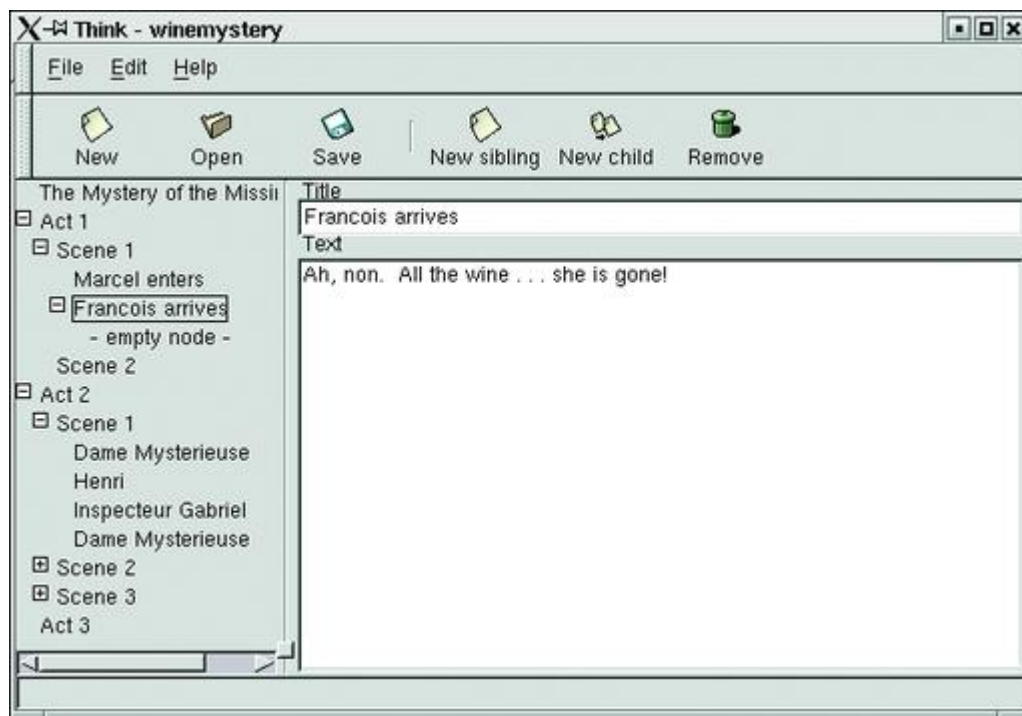 Think - winemystery
File Edit Help
New Open Save New sibling New child Remove
The Mystery of the Missii
Act 1
Scene 1
Marcel enters
Francois arrives
- empty node -
Scene 2
Act 2
Scene 1
Dame Mysterieuse
Henri
Inspecteur Gabriel
Dame Mysterieuse
Scene 2
Scene 3
Act 3
Title
Francois arrives
Text
Ah, non. All the wine . . . she is gone!